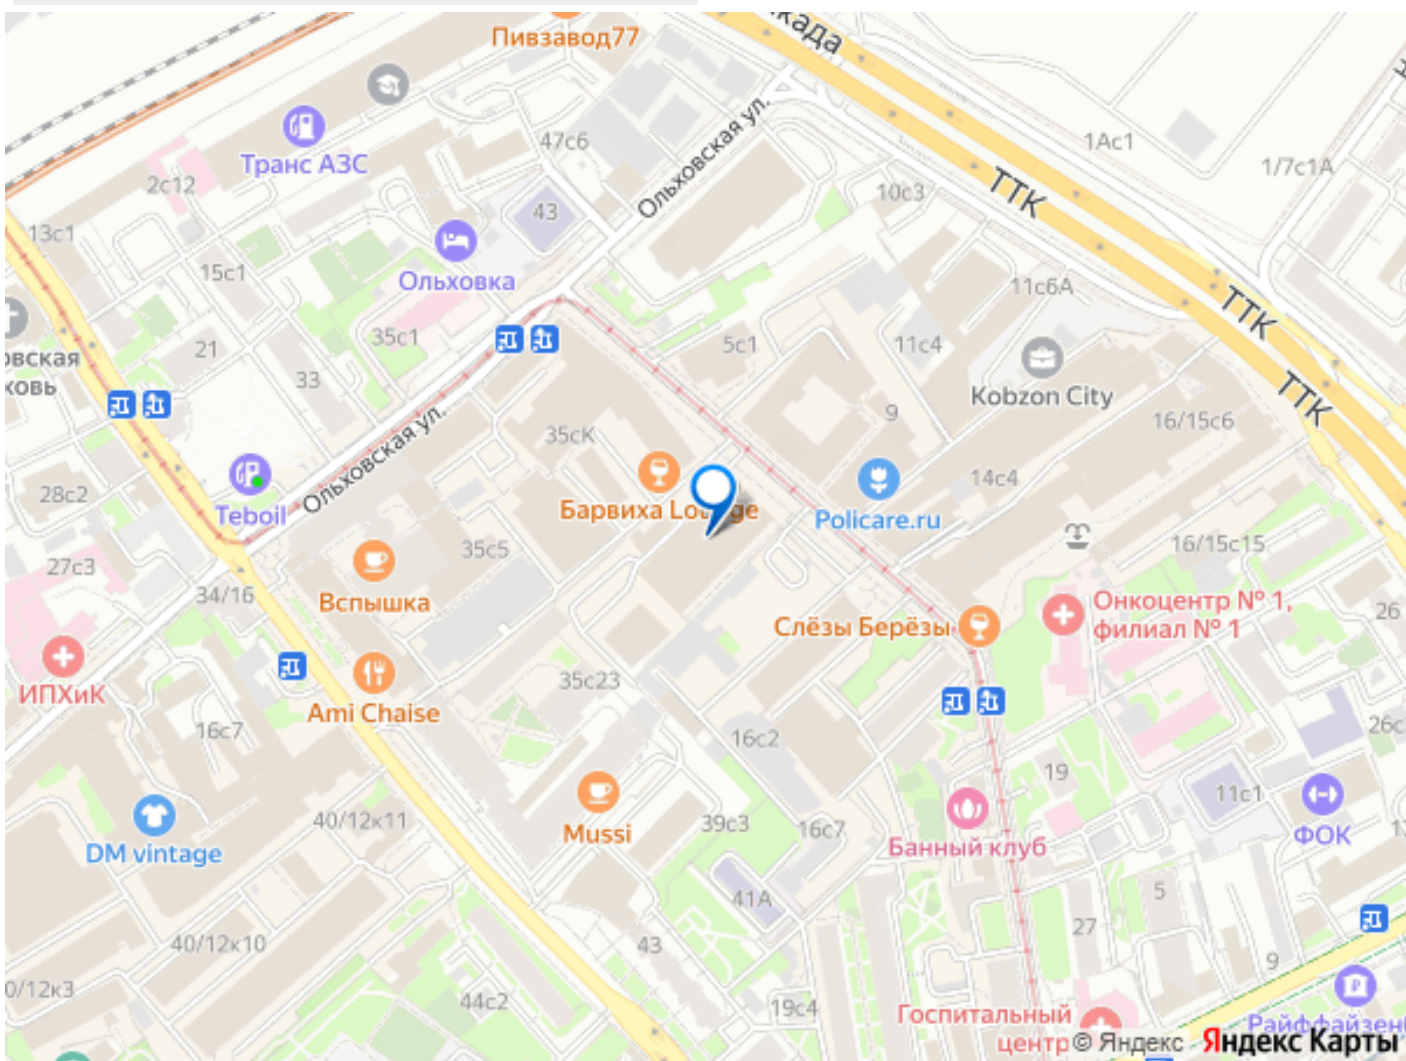 Пивзавод77
када
Транс АЗС
47с6
Ольховская ул.
1Ас1
1/7с1А
2с12
ТТК
10с3
43
13с1
15с1
Ольховка
11с6А
ТТК
35с1
5с1
11с4
21
вская
ковь
33
Kobzon City
ТТК
9
16/15с6
35сК
Ольховская ул.
28с2
14с4
Teboil
Барвиха Lounge
Policare.ru
35с5
16/15с15
27с3
34/16
Вспышка
Онкоцентр № 1,
филиал № 1
26
Слёзы Берёзы
ИПХиК
35с23
Ami Chaise
16с7
16с2
26с
19
11с1
40/12к11
Mussi
39с3
16с7
ФОК
DM vintage
Банный клуб
41А
5
27
40/12к10
43
9
0/12к3
44с2
19с4
Госпитальный
центр
Райффайзен
© Яндекс
Яндекс Карты